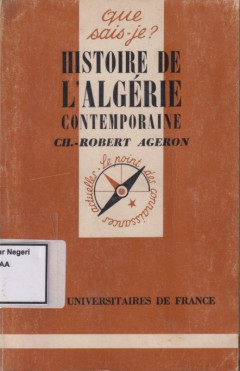 que
sais-je?
HISTOIRE DE
L'ALGÉRIE
CONTEMPORAINE
CH.-ROBERT AGERON
Le point des connaissances actuelles
ar Negeri
AA
UNIVERSITAIRES DE FRANCE